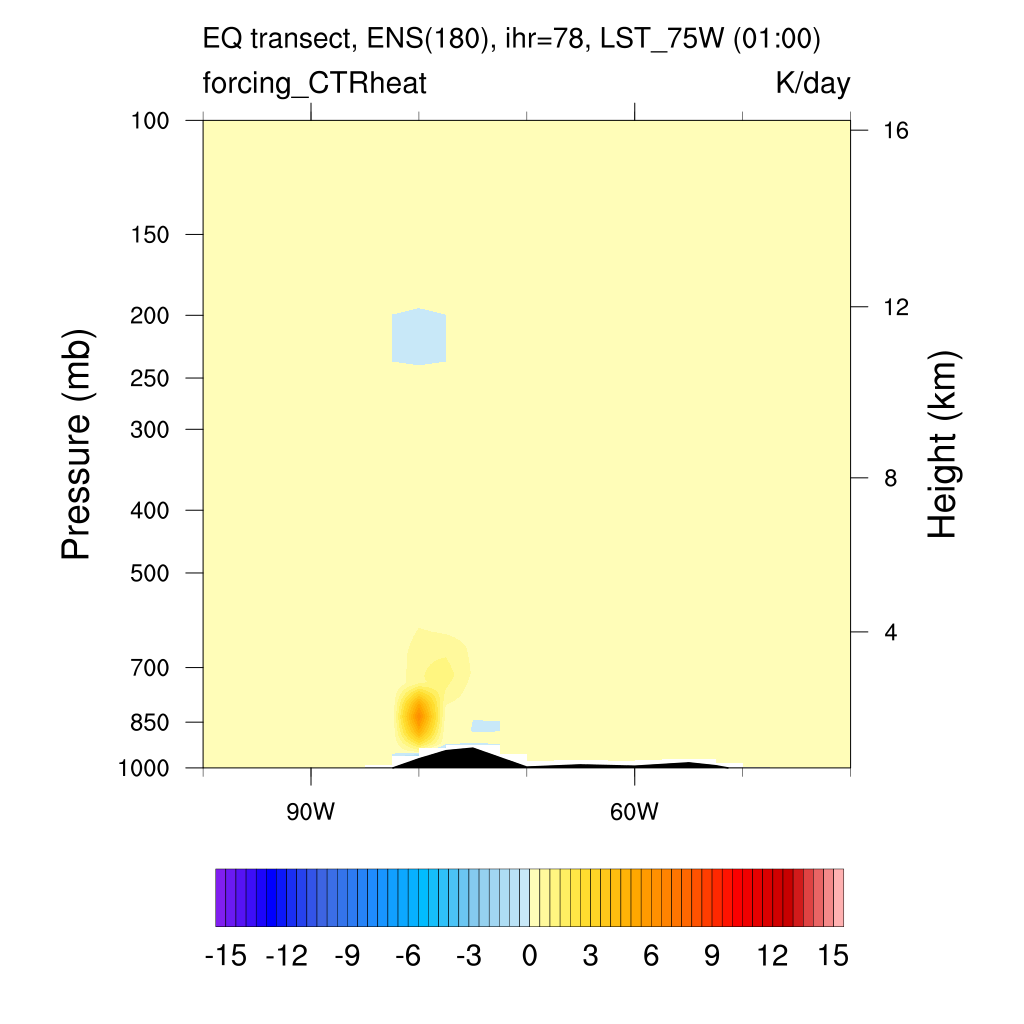 EQ transect, ENS(180), ihr=78, LST_75W (01:00)
forcing_CTRheat K/day
100
150
200
250
300
400
500
700
850
1000
Pressure (mb)
16
12
8
4
Height (km)
90W 60W
-15 -12 -9 -6 -3 0 3 6 9 12 15